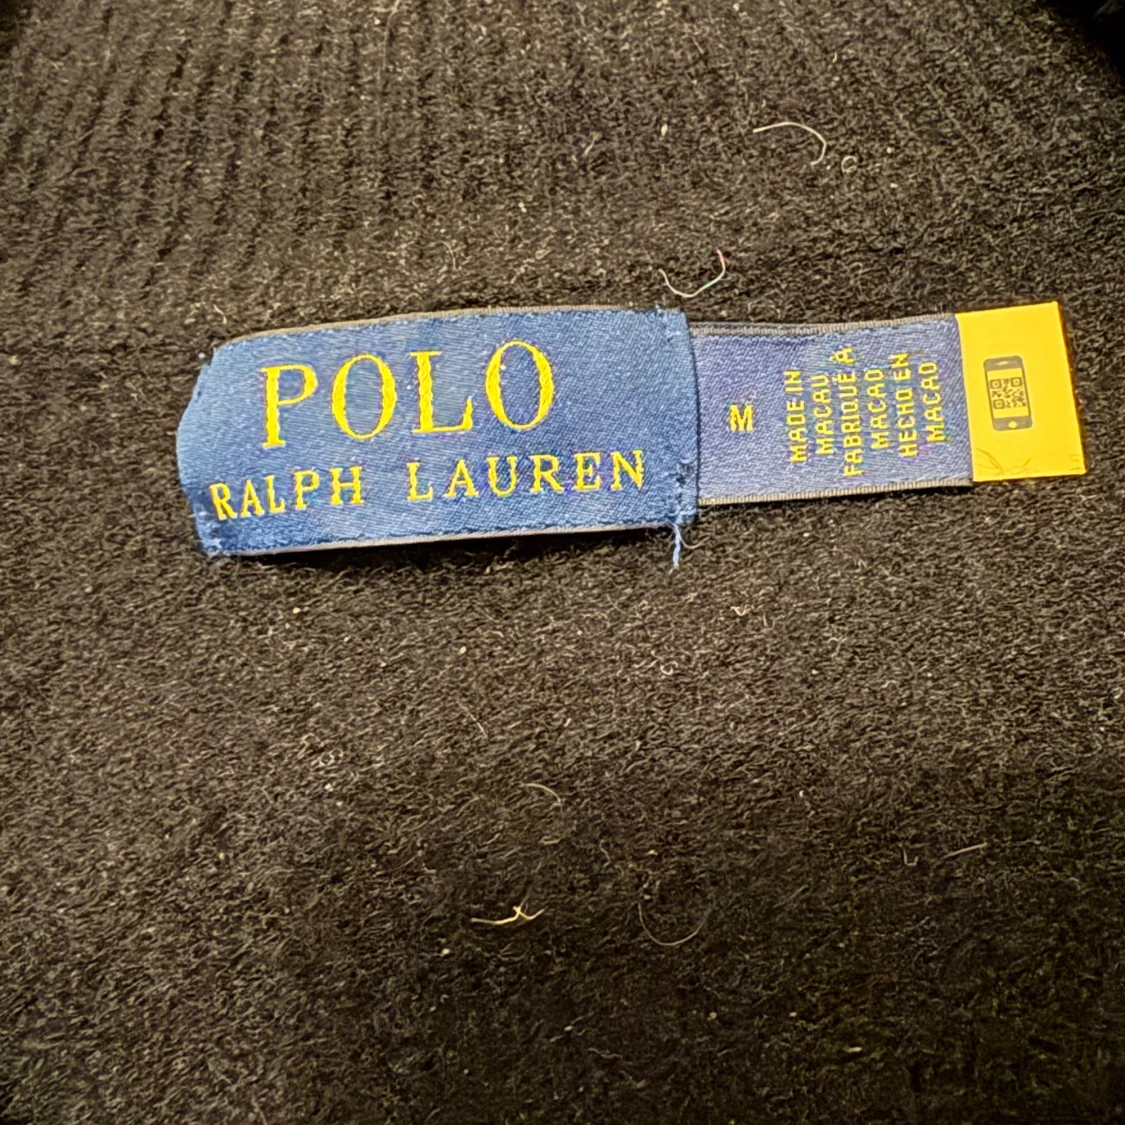 POLO
RALPH LAUREN
M
MADE IN
MACAU
FABRIQUÉ À
MACAO
HECHO EN
MACAO